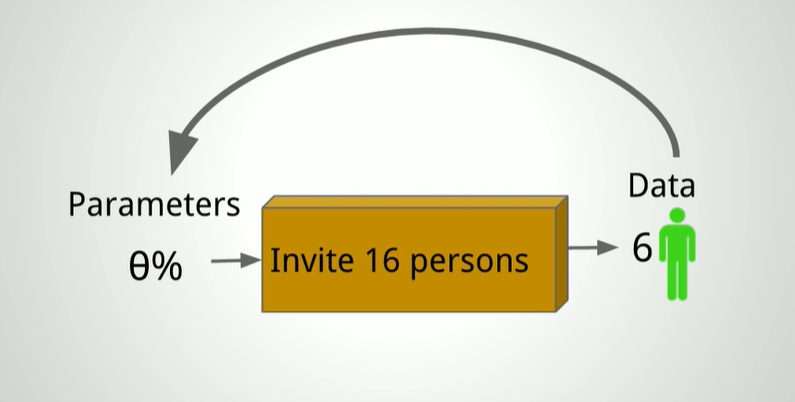 Parameters
θ%
Invite 16 persons
Data
6